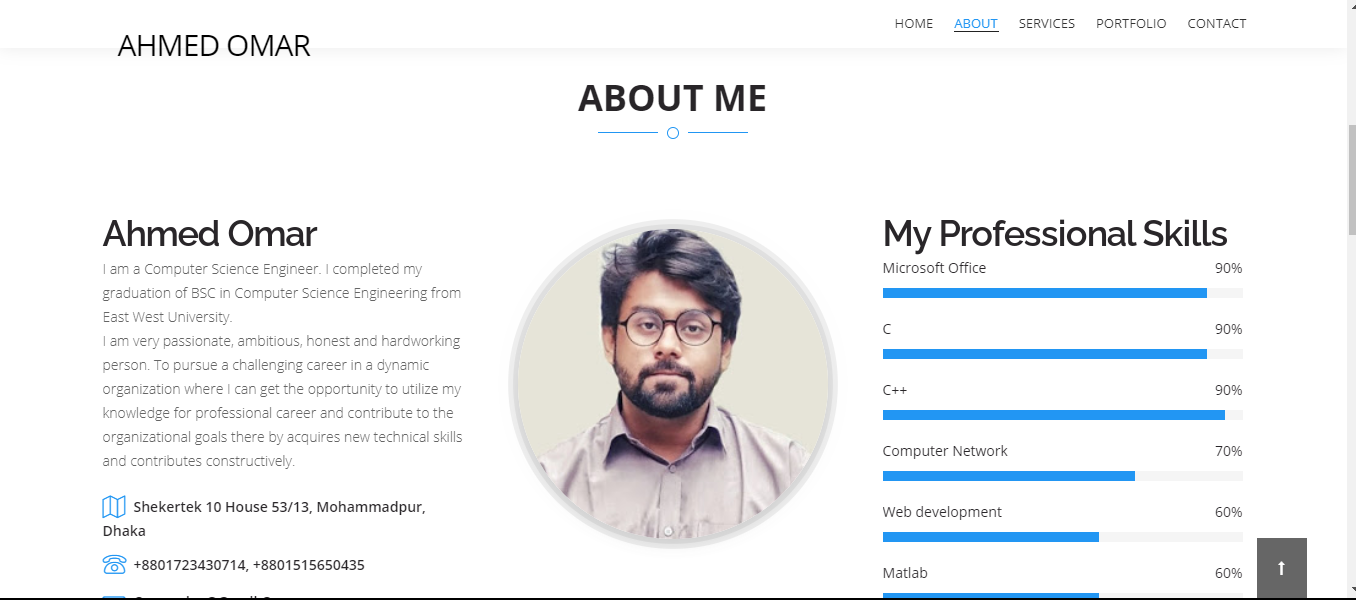 AHMED OMAR
HOME ABOUT SERVICES PORTFOLIO CONTACT
ABOUT ME
Ahmed Omar
I am a Computer Science Engineer. I completed my
graduation of BSC in Computer Science Engineering from
East West University.
I am very passionate, ambitious, honest and hardworking
person. To pursue a challenging career in a dynamic
organization where I can get the opportunity to utilize my
knowledge for professional career and contribute to the
organizational goals there by acquires new technical skills
and contributes constructively.
Shekertek 10 House 53/13, Mohammadpur,
Dhaka
+8801723430714, +8801515650435
My Professional Skills
Microsoft Office 90%
C 90%
C++ 90%
Computer Network 70%
Web development 60%
Matlab 60%